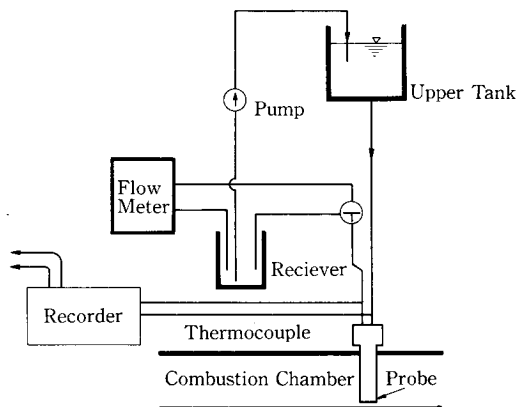 Upper Tank
Pump
Flow
Meter
Reciever
Recorder
Thermocouple
Combustion Chamber
Probe